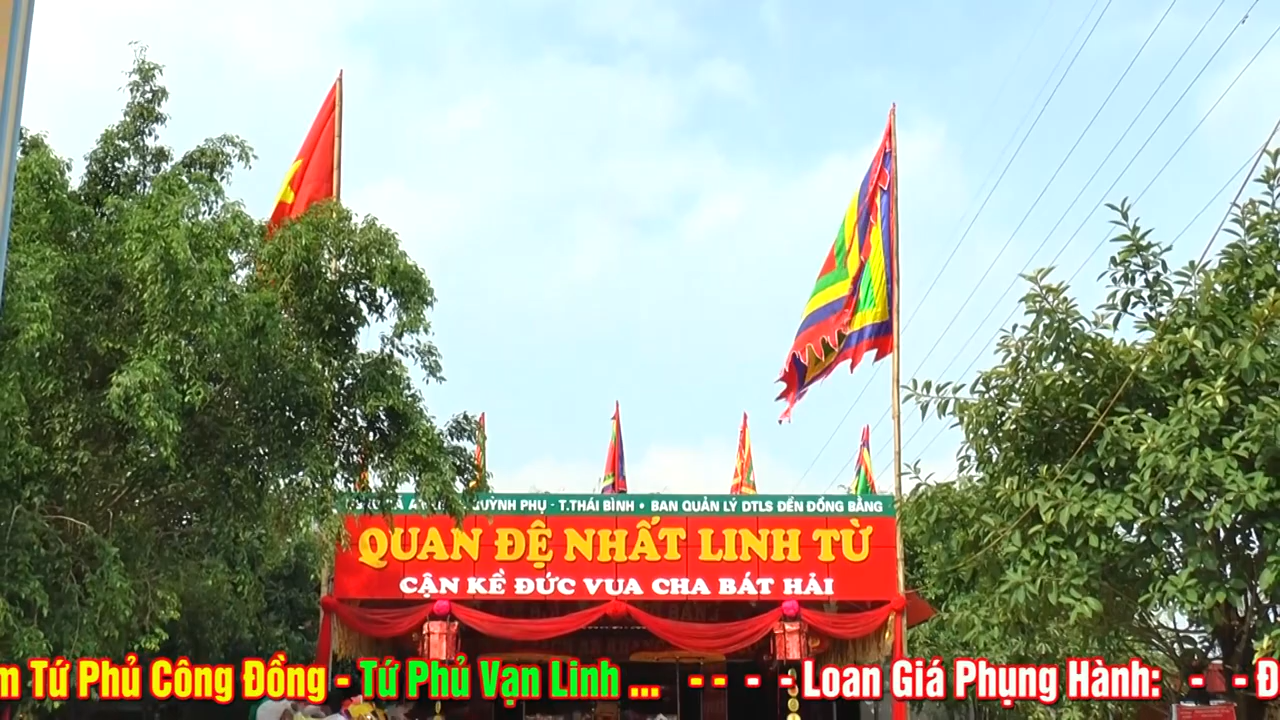 QUỲNH PHỤ - T.THÁI BÌNH • BAN QUẢN LÝ DTLS ĐỀN ĐỒNG BẰNG
QUAN ĐỆ NHẤT LINH TỪ
CẬN KỀ ĐỨC VUA CHA BÁT HẢI
Tứ Phủ Công Đồng - Tứ Phủ Vạn Linh ... - - - - Loan Giá Phụng Hành: - - Đ